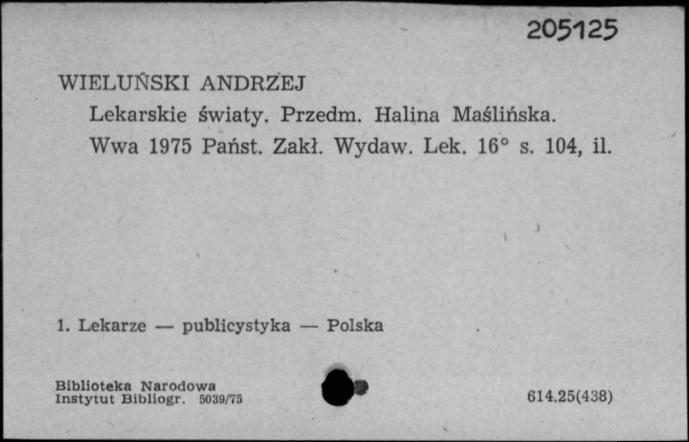 205125
WIELUŃSKI ANDRZEJ
Lekarskie światy. Przedm. Halina Maślińska.
Wwa 1975 Państ. Zakł. Wydaw. Lek. 16° s. 104, il.
1. Lekarze — publicystyka — Polska
Biblioteka Narodowa
Instytut Bibliogr. 5039/75
614.25(438)